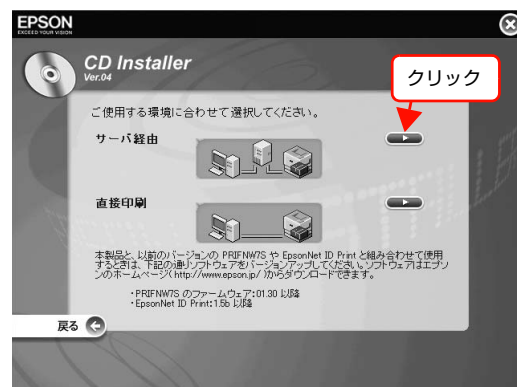 EPSON
EXCEED YOUR VISION
CD Installer
Ver.04
クリック
ご使用する環境に合わせて選択してください。
サーバ経由
直接印刷
本製品と、以前のバージョンの PRIFNW7S や EpsonNet ID Print と組み合わせて使用
するときは、下記の通りソフトウェアをバージョンアップしてください。ソフトウェアはエプソ
ンのホームページ(http://www.epson.jp/)からダウンロードできます。
・PRIFNW7S のファームウェア:01.30 以降
・EpsonNet ID Print:1.5b 以降
戻る